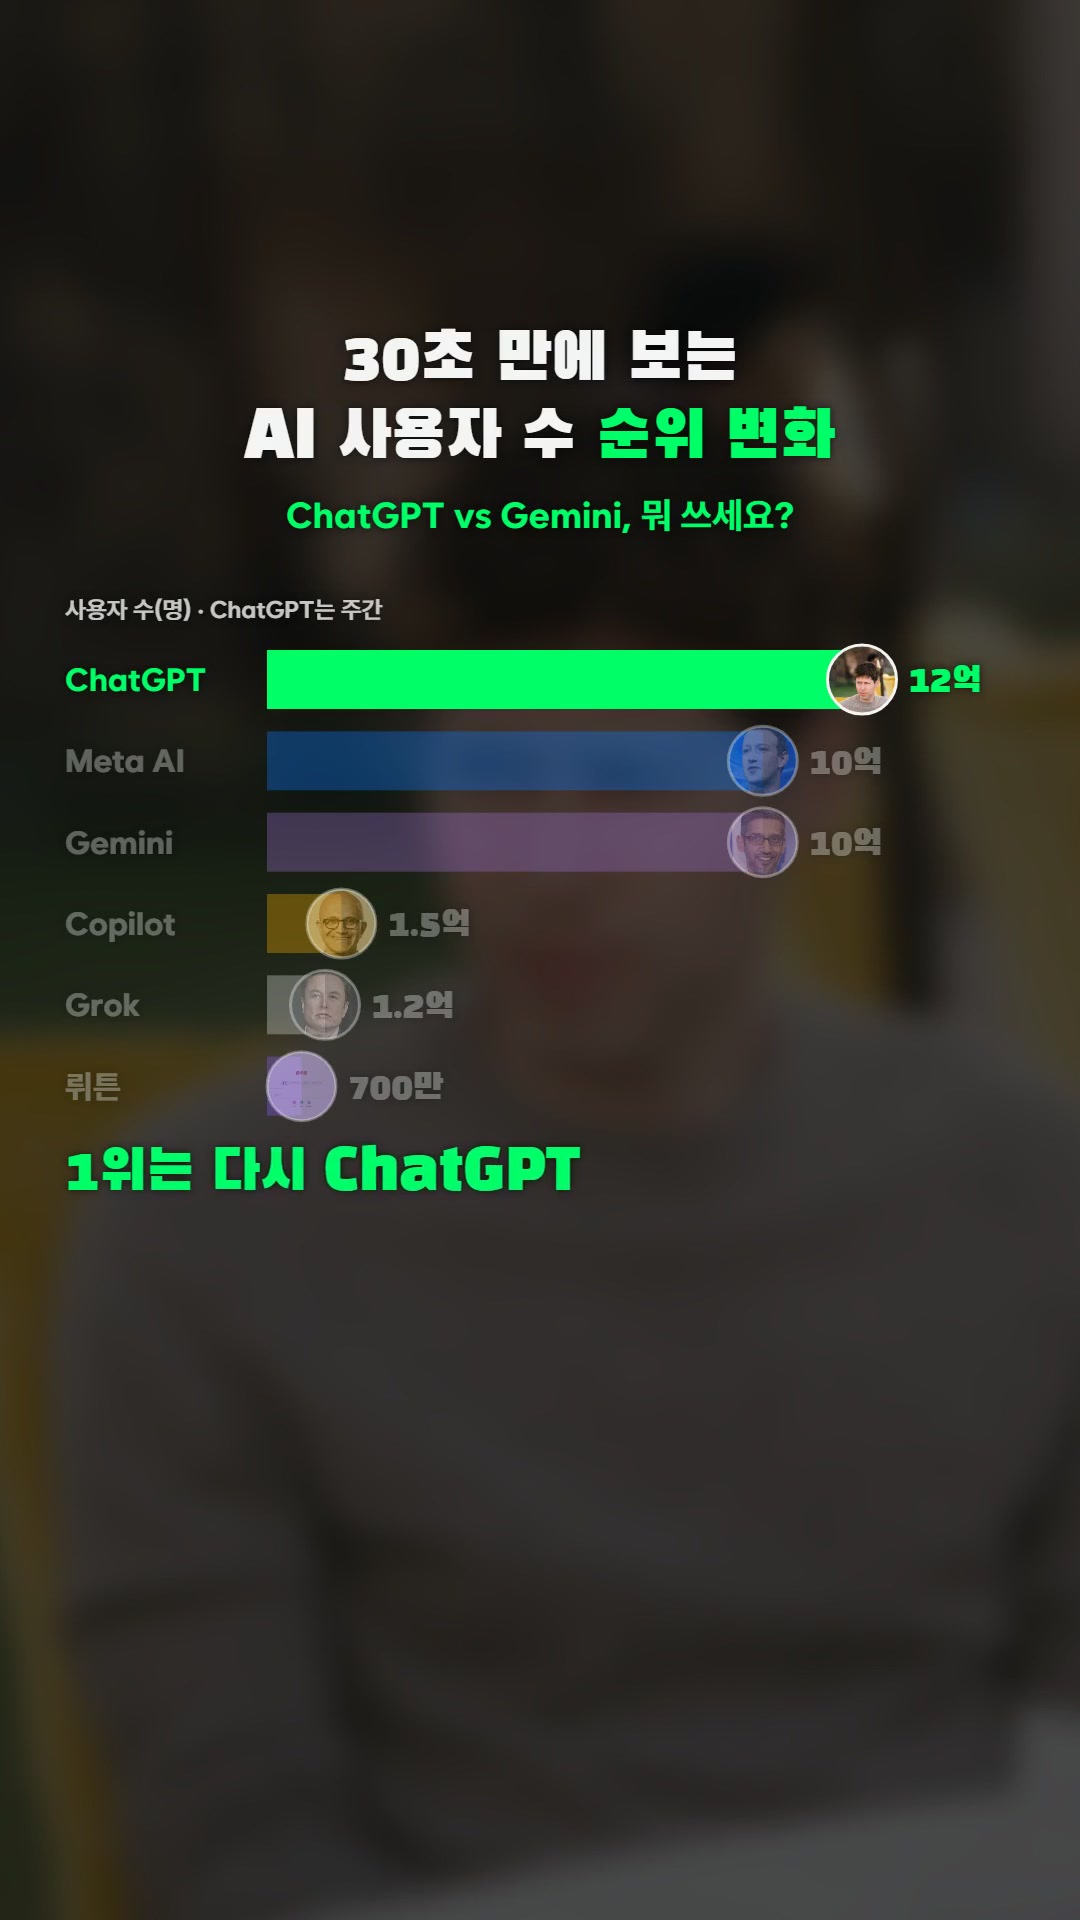 30초 만에 보는
AI 사용자 수 순위 변화
ChatGPT vs Gemini, 뭐 쓰세요?
사용자 수(명) · ChatGPT는 주간
ChatGPT 12억
Meta AI 10억
Gemini 10억
Copilot 1.5억
Grok 1.2억
뤼튼 700만
1위는 다시 ChatGPT